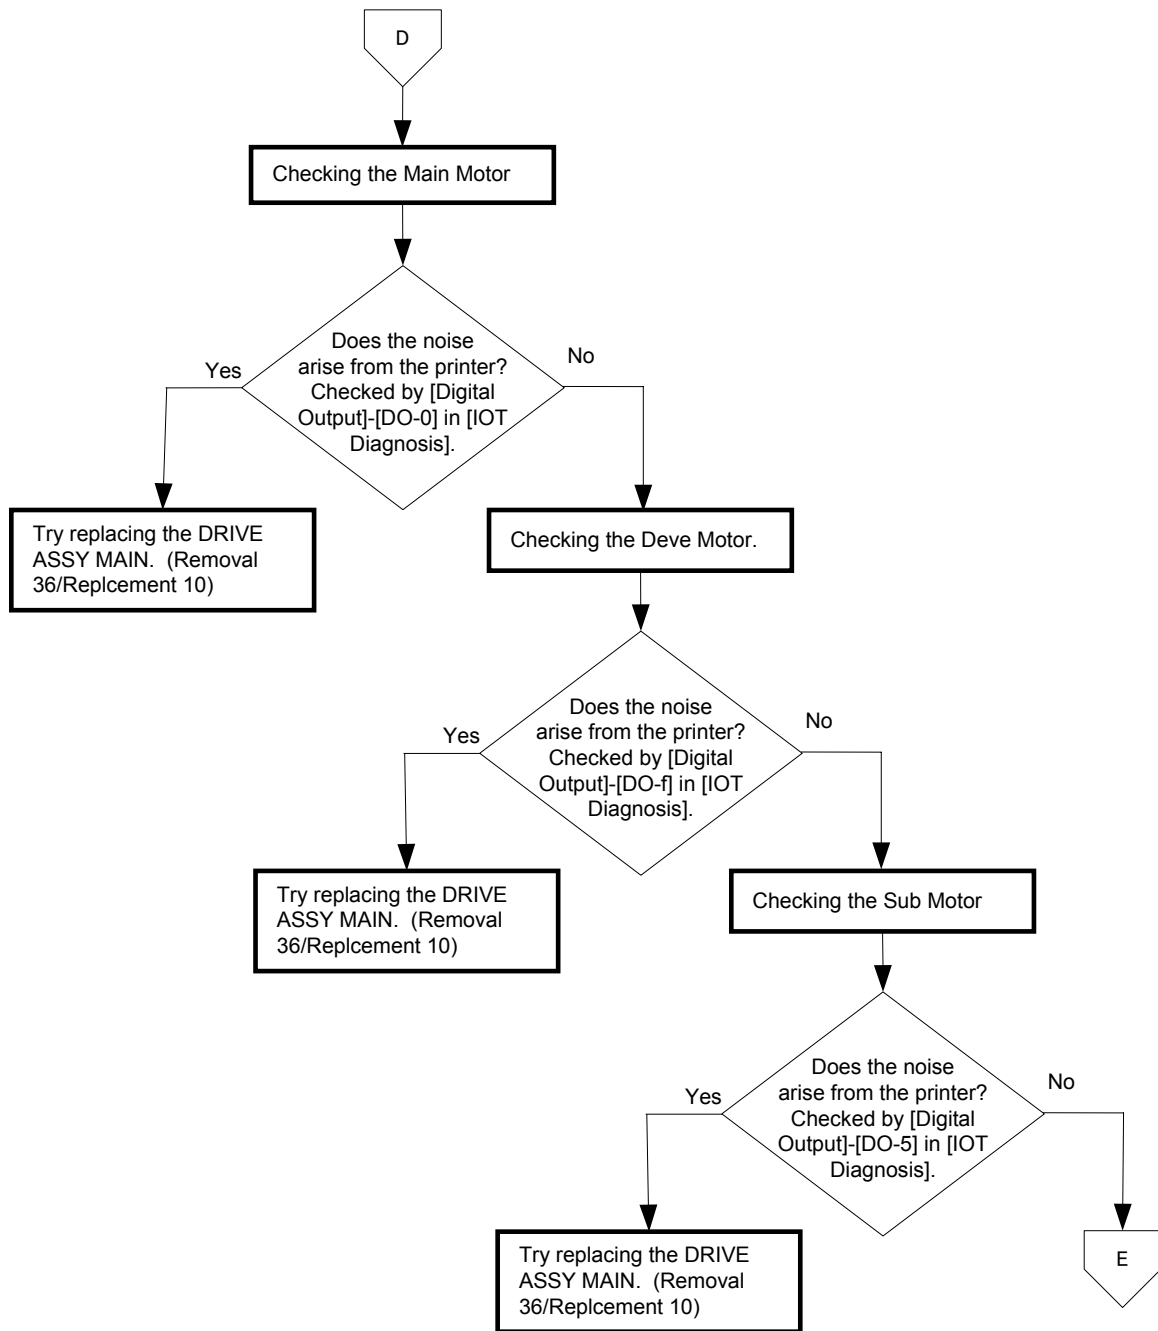 D
Checking the Main Motor
Does the noise
arise from the printer?
Checked by [Digital
Output]-[DO-0] in [IOT
Diagnosis].
Yes
No
Try replacing the DRIVE
ASSY MAIN.  (Removal
36/Replcement 10)
Checking the Deve Motor.
Does the noise
arise from the printer?
Checked by [Digital
Output]-[DO-f] in [IOT
Diagnosis].
Yes
No
Try replacing the DRIVE
ASSY MAIN.  (Removal
36/Replcement 10)
Checking the Sub Motor
Does the noise
arise from the printer?
Checked by [Digital
Output]-[DO-5] in [IOT
Diagnosis].
Yes
No
Try replacing the DRIVE
ASSY MAIN.  (Removal
36/Replcement 10)
E